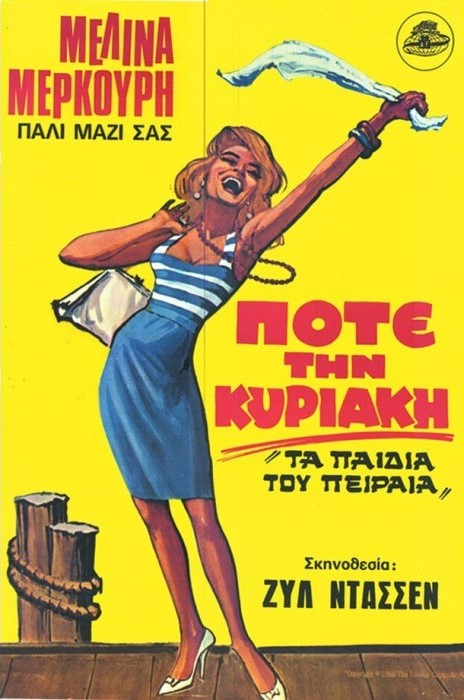 ΜΕΛΙΝΑ
ΜΕΡΚΟΥΡΗ
ΠΑΛΙ ΜΑΖΙ ΣΑΣ
ΠΟΤΕ
ΤΗΝ
ΚΥΡΙΑΚΗ
„ΤΑ ΠΑΙΔΙΑ
ΤΟΥ ΠΕΙΡΑΙΑ„
Σκηνοθεσία:
ΖΥΛ ΝΤΑΣΣΕΝ